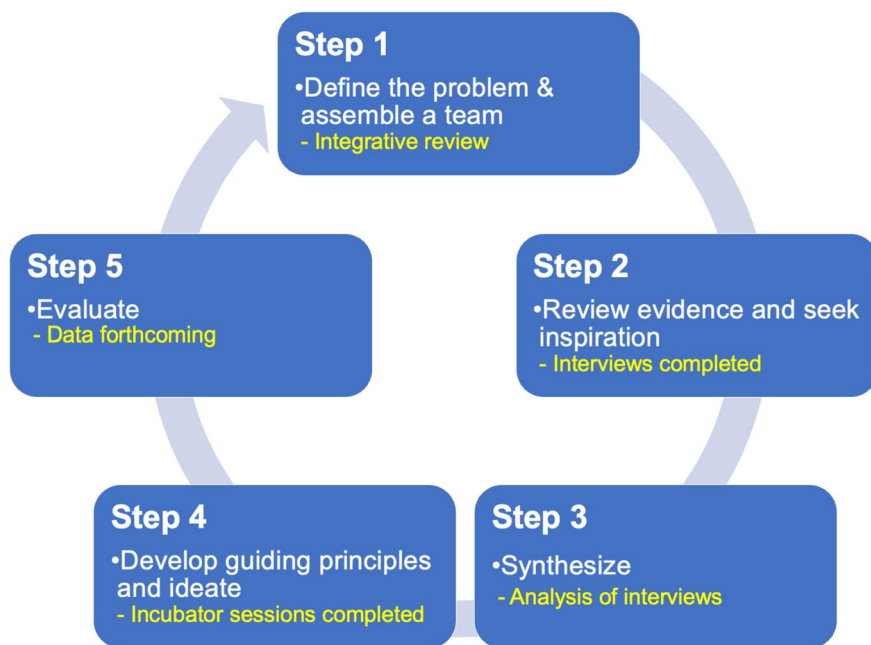 Step 1
•Define the problem &
assemble a team
- Integrative review
Step 2
•Review evidence and seek
inspiration
- Interviews completed
Step 3
•Synthesize
- Analysis of interviews
Step 4
•Develop guiding principles
and ideate
- Incubator sessions completed
Step 5
•Evaluate
- Data forthcoming